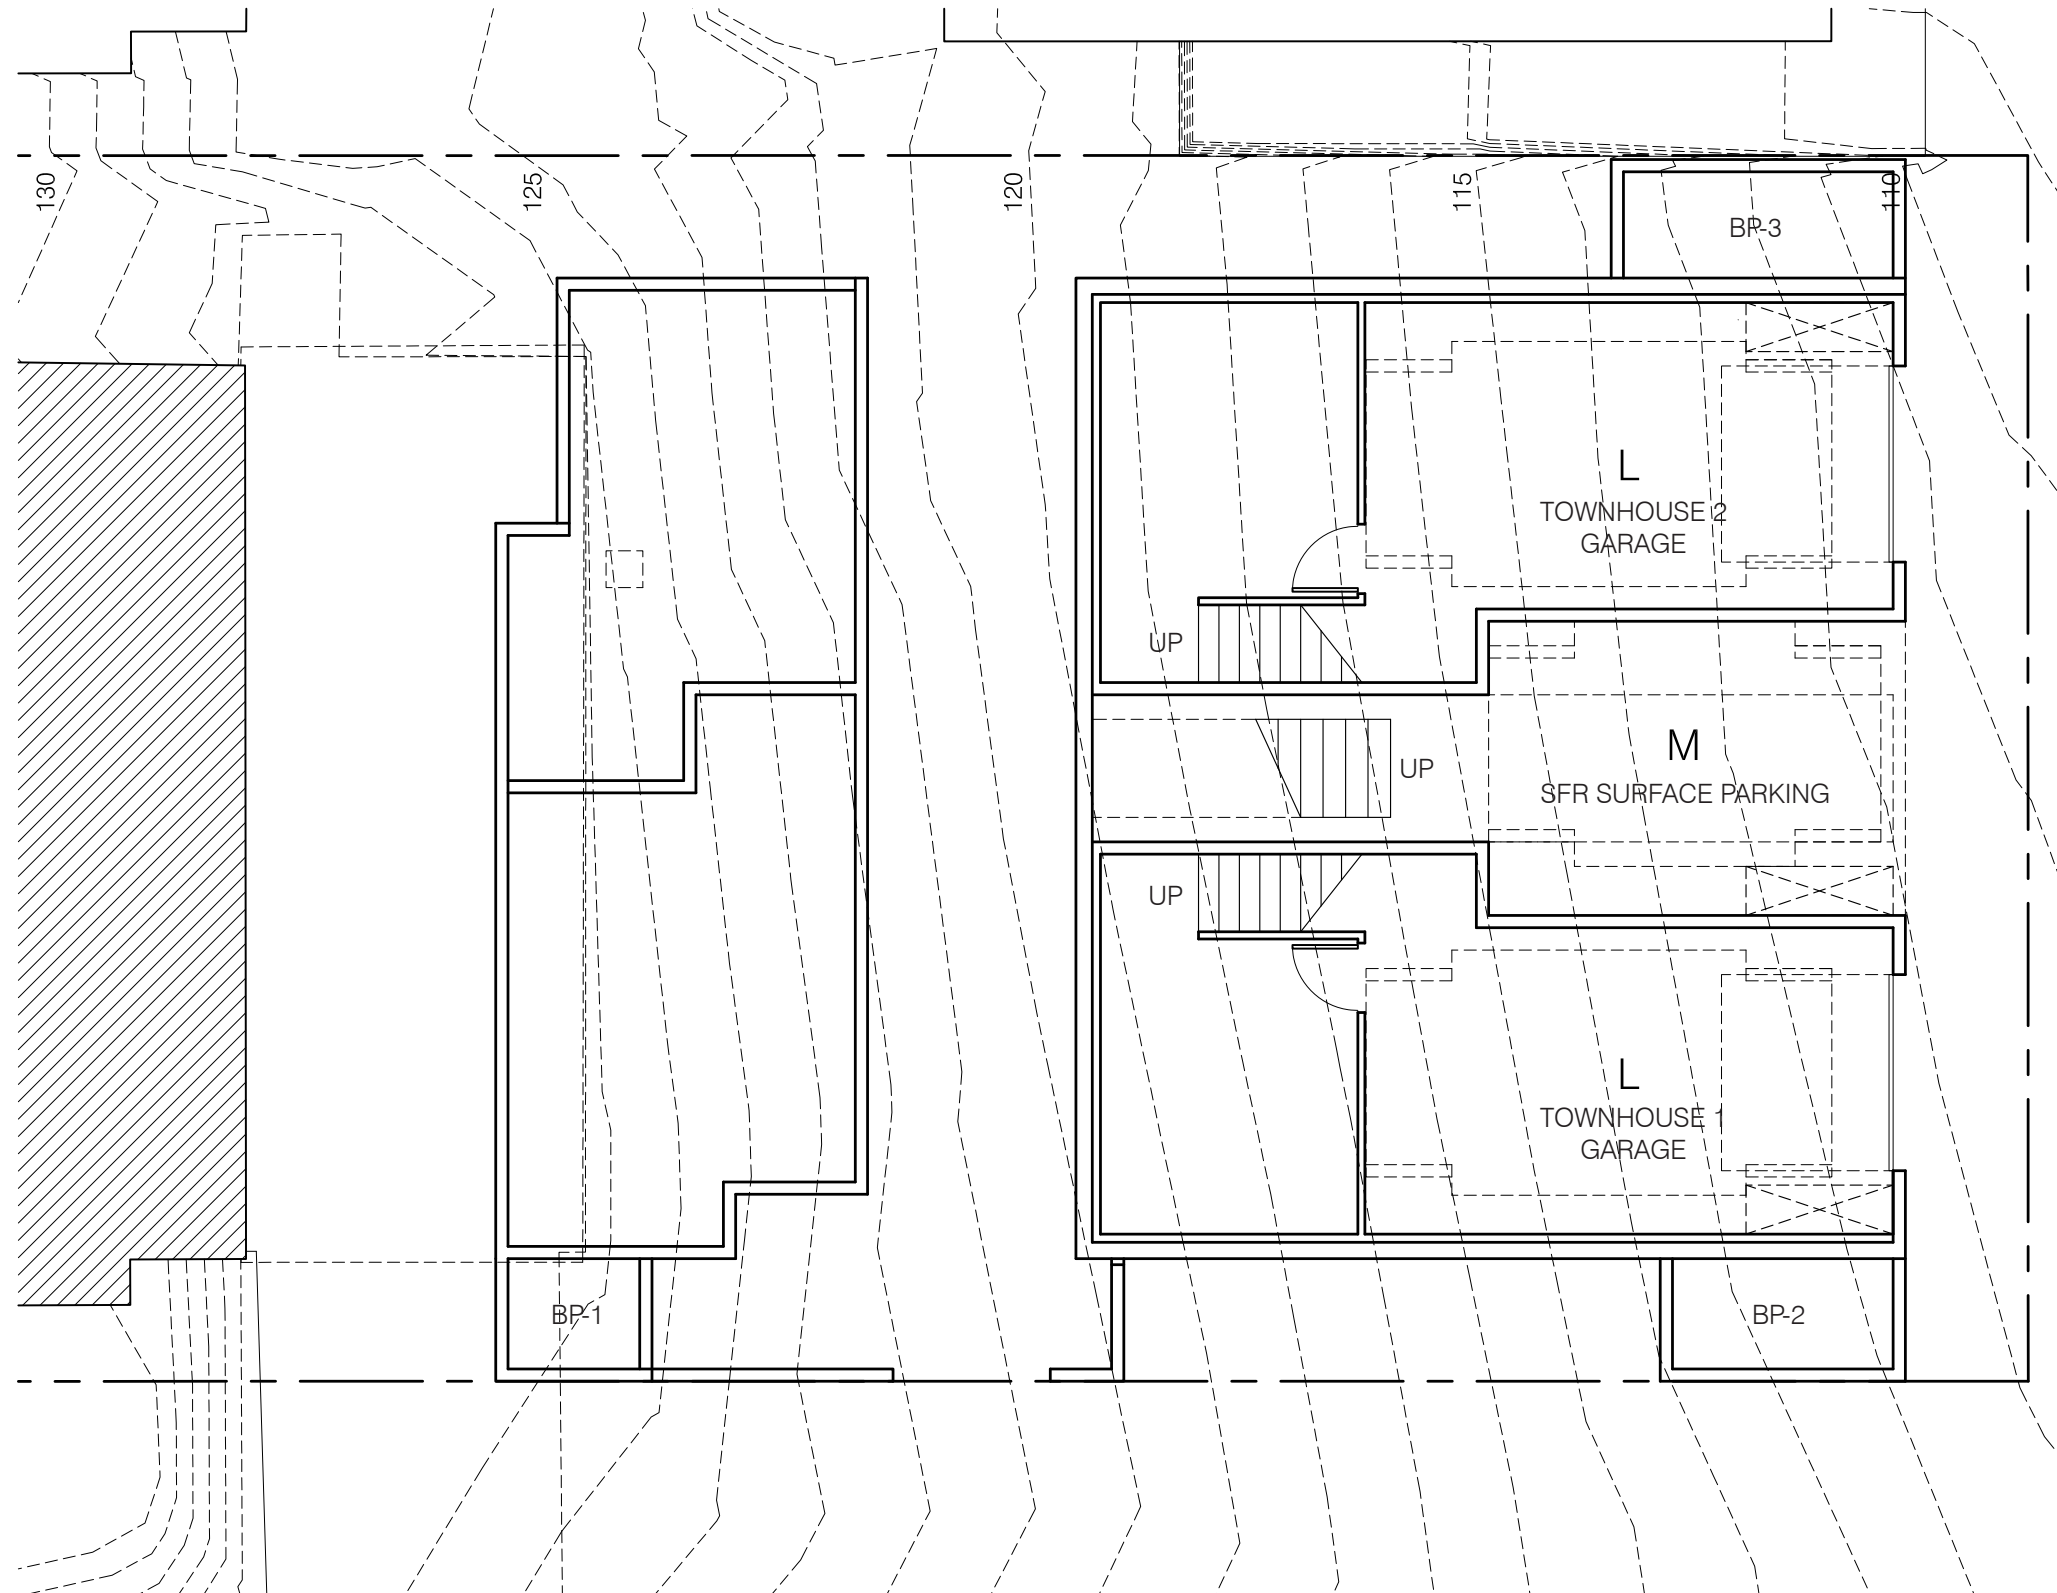 130
125
120
115
110
BP-3
L
TOWNHOUSE 2
GARAGE
UP
M
UP
SFR SURFACE PARKING
UP
L
TOWNHOUSE 1
GARAGE
BP-1
BP-2